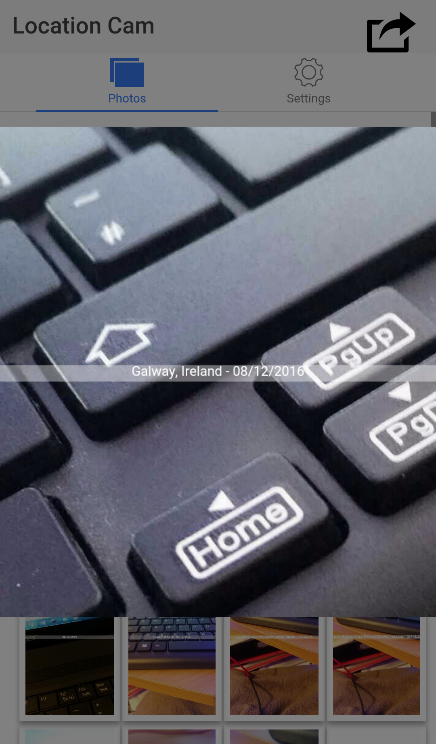 Location Cam
Photos
Settings
PgUp
Galway, Ireland - 08/12/2016
Home